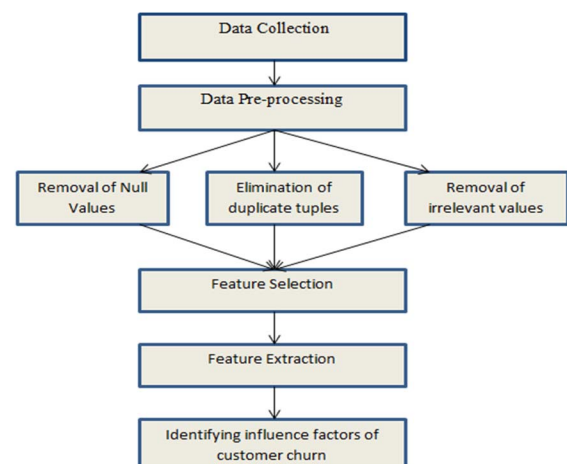 Data Collection
Data Pre-processing
Removal of Null
Values
Elimination of
duplicate tuples
Removal of
irrelevant values
Feature Selection
Feature Extraction
Identifying influence factors of
customer churn